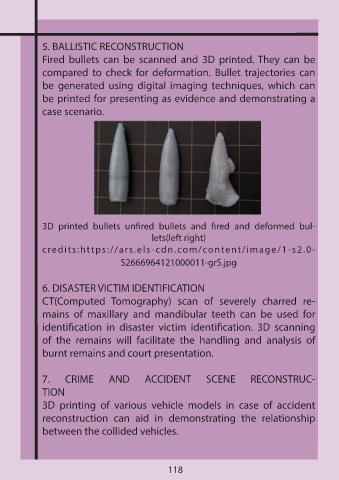 5. BALLISTIC RECONSTRUCTION
Fired bullets can be scanned and 3D printed. They can be
compared to check for deformation. Bullet trajectories can
be generated using digital imaging techniques, which can
be printed for presenting as evidence and demonstrating a
case scenario.
3D printed bullets unfired bullets and fired and deformed bul-
lets(left right)
credits:https://ars.els-cdn.com/content/image/1-s2.0-
S2666964121000011-gr5.jpg
6. DISASTER VICTIM IDENTIFICATION
CT(Computed Tomography) scan of severely charred re-
mains of maxillary and mandibular teeth can be used for
identification in disaster victim identification. 3D scanning
of the remains will facilitate the handling and analysis of
burnt remains and court presentation.
7. CRIME AND ACCIDENT SCENE RECONSTRUC-
TION
3D printing of various vehicle models in case of accident
reconstruction can aid in demonstrating the relationship
between the collided vehicles.
118